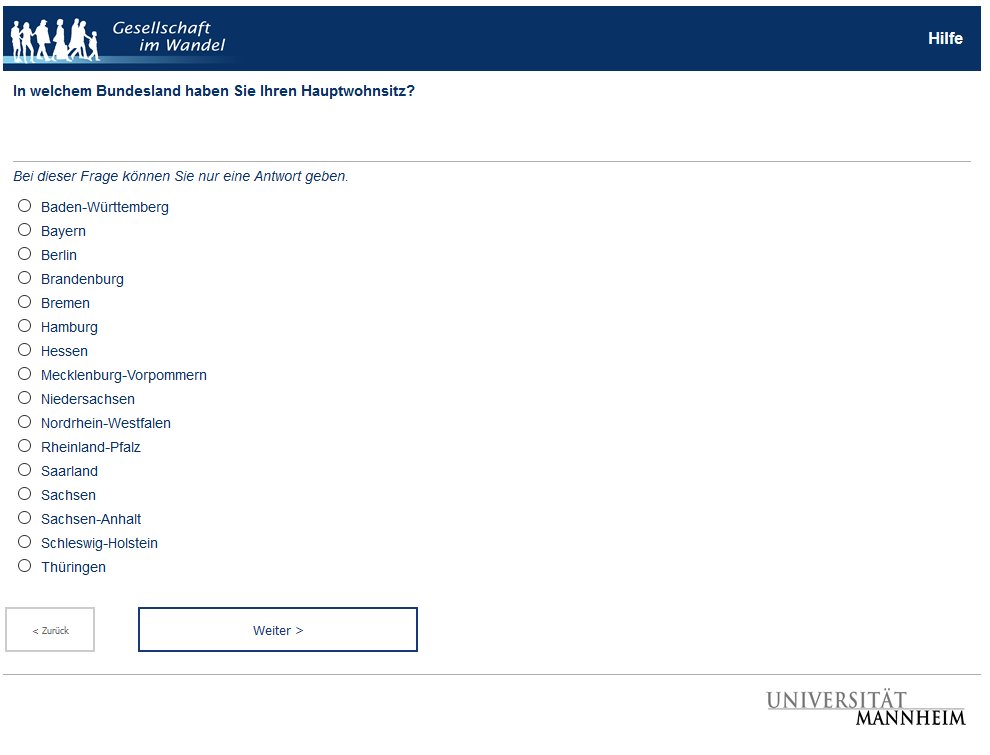 Gesellschaft
im Wandel
Hilfe
In welchem Bundesland haben Sie Ihren Hauptwohnsitz?
Bei dieser Frage können Sie nur eine Antwort geben.
Baden-Württemberg
Bayern
Berlin
Brandenburg
Bremen
Hamburg
Hessen
Mecklenburg-Vorpommern
Niedersachsen
Nordrhein-Westfalen
Rheinland-Pfalz
Saarland
Sachsen
Sachsen-Anhalt
Schleswig-Holstein
Thüringen
< Zurück
Weiter >
UNIVERSITÄT
MANNHEIM